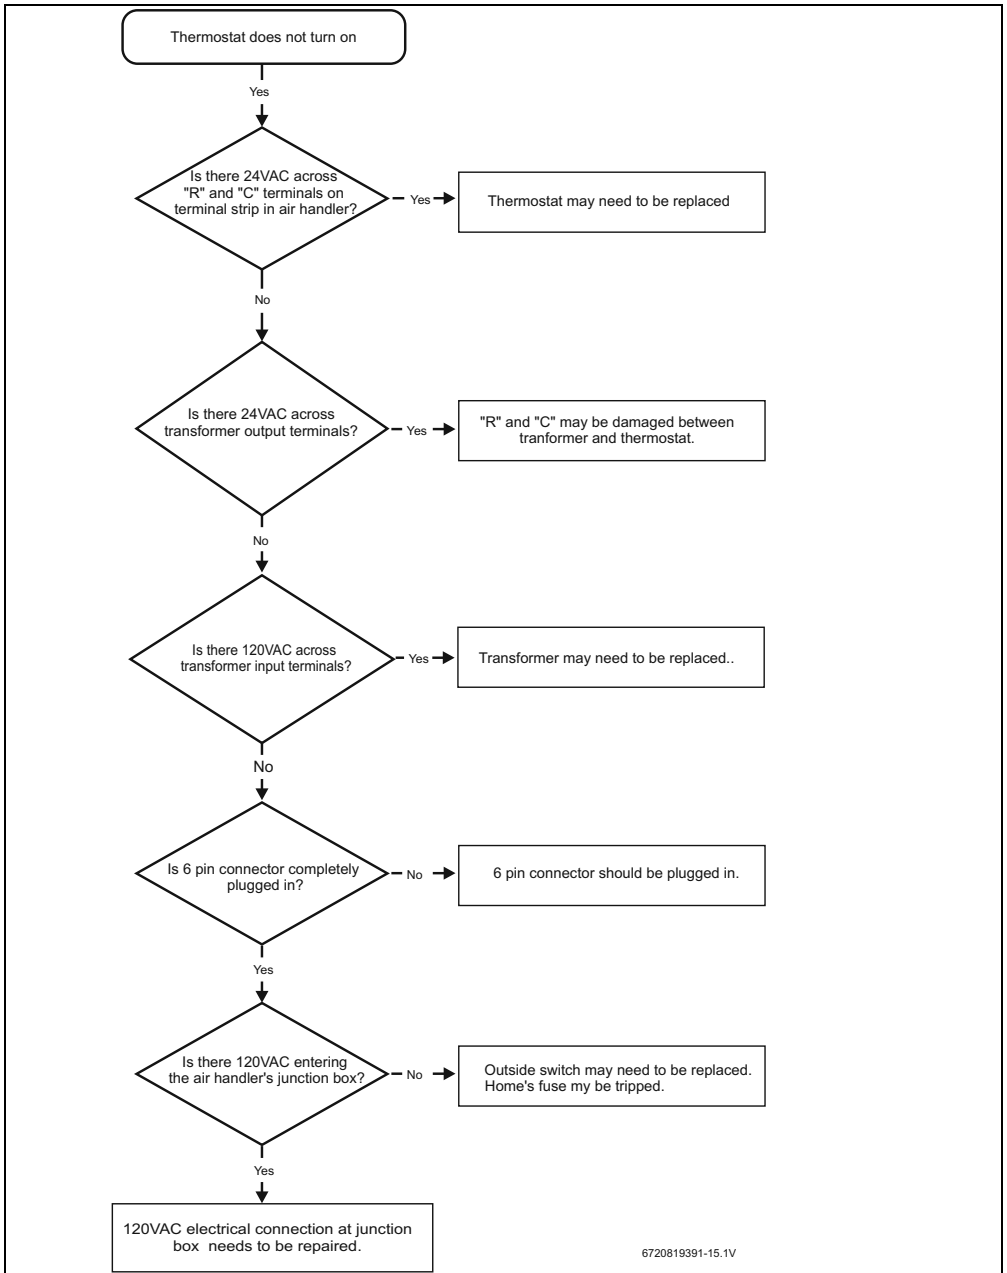 Thermostat does not turn on
Yes
Is there 24VAC across
"R" and "C" terminals on
terminal strip in air handler?
Yes
Thermostat may need to be replaced
No
Is there 24VAC across
transformer output terminals?
Yes
"R" and "C" may be damaged between
tranformer and thermostat.
No
Is there 120VAC across
transformer input terminals?
Yes
Transformer may need to be replaced..
No
Is 6 pin connector completely
plugged in?
No
6 pin connector should be plugged in.
Yes
Is there 120VAC entering
the air handler's junction box?
No
Outside switch may need to be replaced.
Home's fuse my be tripped.
Yes
120VAC electrical connection at junction
box needs to be repaired.
6720819391-15.1V